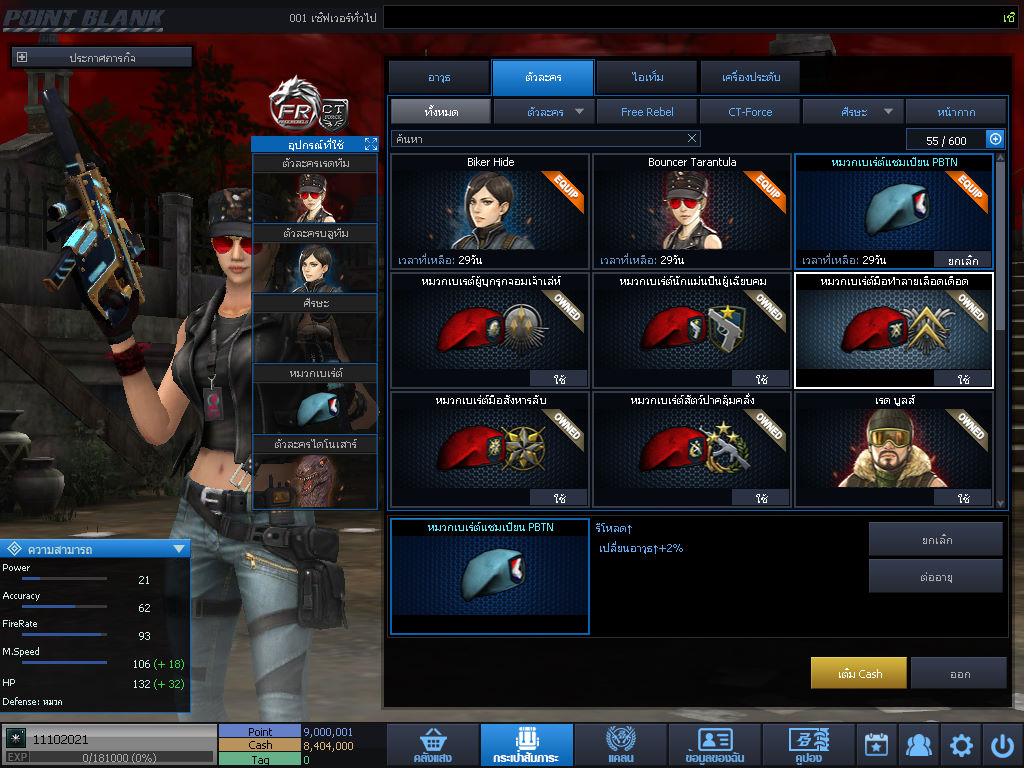 POINT BLANK
001 เซิฟเวอร์ทั่วไป
เซิ
ประกาศภารกิจ
FR
CT
FORCE
อุปกรณ์ที่ใช้
ตัวละครเรดทีม
ตัวละครบลูทีม
ศีรษะ
หมวกเบเร่ต์
ตัวละครไดโนเสาร์
อาวุธ
ตัวละคร
ไอเท็ม
เครื่องประดับ
ทั้งหมด
ตัวละคร
Free Rebel
CT-Force
ศีรษะ
หน้ากาก
ค้นหา
55 / 600
Biker Hide
EQUIP
เวลาที่เหลือ: 29วัน
Bouncer Tarantula
EQUIP
เวลาที่เหลือ: 29วัน
หมวกเบเร่ต์แชมเปี้ยน PBTN
EQUIP
เวลาที่เหลือ: 29วัน
ยกเลิก
หมวกเบเรต์ผู้บุกรุกจอมเจ้าเล่ห์
OWNED
ใช้
หมวกเบเร่ต์นักแม่นปืนผู้เฉียบคม
OWNED
ใช้
หมวกเบเร่ต์มือทำลายเลือดเดือด
OWNED
ใช้
หมวกเบเร่ต์มือสังหารลับ
OWNED
ใช้
หมวกเบเร่ต์สัตว์ป่าคลุ้มคลั่ง
OWNED
ใช้
เรด บูลส์
OWNED
ใช้
หมวกเบเร่ต์แชมเปี้ยน PBTN
รีโหลด↑
เปลี่ยนอาวุธ↑+2%
ยกเลิก
ต่ออายุ
เติม Cash
ออก
ความสามารถ
Power
21
Accuracy
62
FireRate
93
M.Speed
106 (+ 18)
HP
132 (+ 32)
Defense: หมวก
11102021
EXP 0/181000 (0%)
Point 9,000,001
Cash 8,404,000
Tag 0
คลังแสง
กระเป๋าสัมภาระ
แคลน
ข้อมูลของฉัน
คูปอง